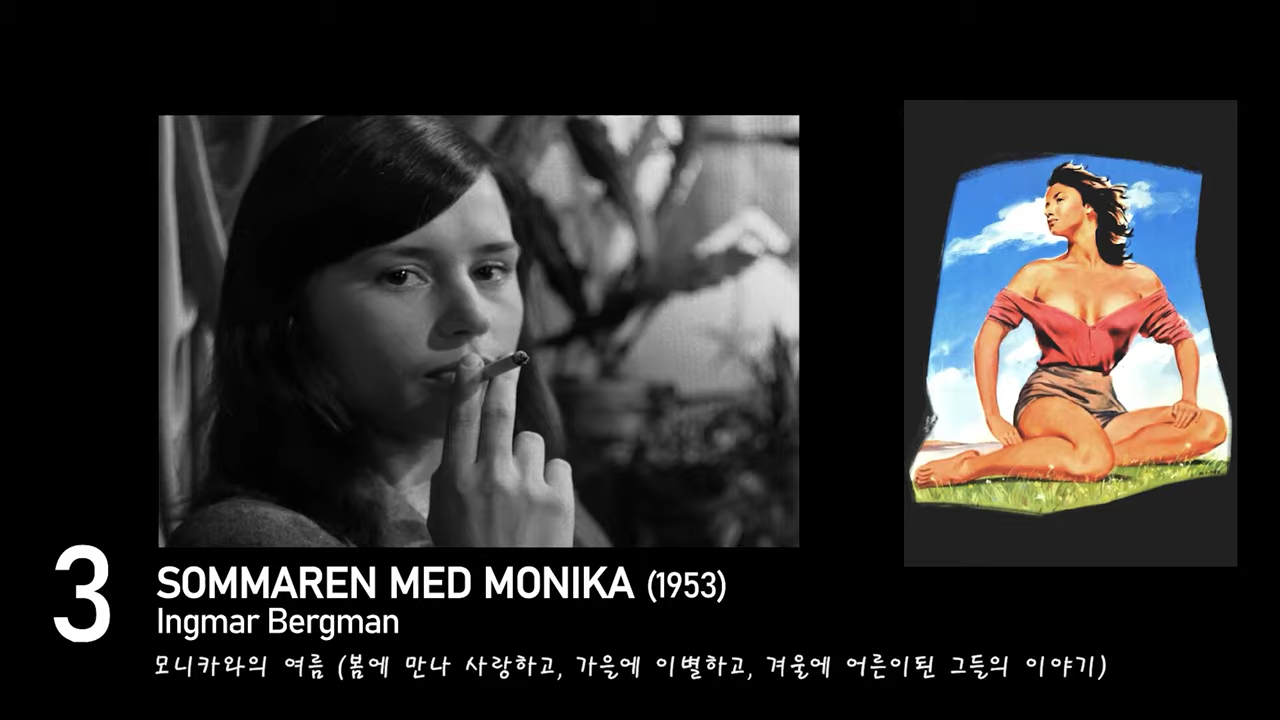 3
SOMMAREN MED MONIKA (1953)
Ingmar Bergman
모니카와의 여름 (봄에 만나 사랑하고, 가을에 이별하고, 겨울에 어른이된 그들의 이야기)